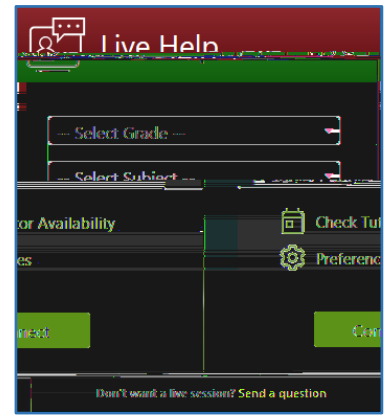 Live Help
-- Select Grade --
-- Select Subject --
or Availability
Check Tut
es
Preferenc
nnect
Con
Don't want a live session? Send a question